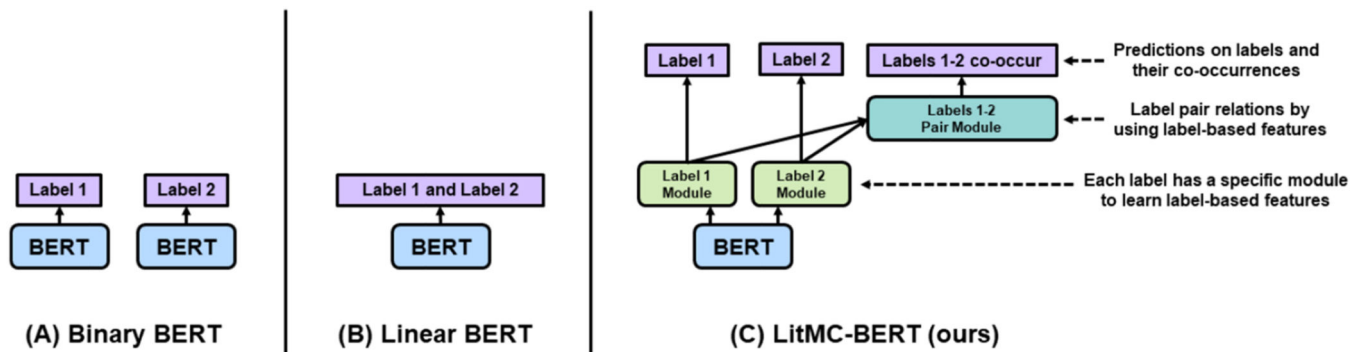 Label 1
Label 2
BERT
BERT
(A) Binary BERT
Label 1 and Label 2
BERT
(B) Linear BERT
Label 1
Label 2
Labels 1-2 co-occur
Predictions on labels and
their co-occurrences
Labels 1-2
Pair Module
Label pair relations by
using label-based features
Label 1
Module
Label 2
Module
Each label has a specific module
to learn label-based features
BERT
(C) LitMC-BERT (ours)